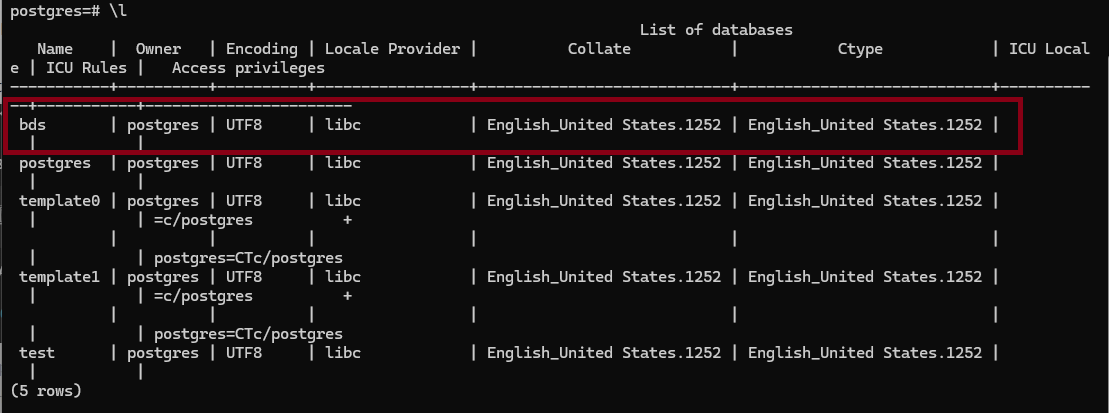 postgres=# \l
                                                                   List of databases
   Name    |  Owner   | Encoding | Locale Provider |          Collate           |           Ctype            | ICU Local
e | ICU Rules |   Access privileges
-----------+----------+----------+-----------------+----------------------------+----------------------------+----------
--+-----------+-----------------------
 bds       | postgres | UTF8     | libc            | English_United States.1252 | English_United States.1252 |
  |           |
 postgres  | postgres | UTF8     | libc            | English_United States.1252 | English_United States.1252 |
  |           |
 template0 | postgres | UTF8     | libc            | English_United States.1252 | English_United States.1252 |
  |           | =c/postgres          +
           |          |          |                 |                            |                            |
  |           | postgres=CTc/postgres
 template1 | postgres | UTF8     | libc            | English_United States.1252 | English_United States.1252 |
  |           | =c/postgres          +
           |          |          |                 |                            |                            |
  |           | postgres=CTc/postgres
 test      | postgres | UTF8     | libc            | English_United States.1252 | English_United States.1252 |
  |           |
(5 rows)